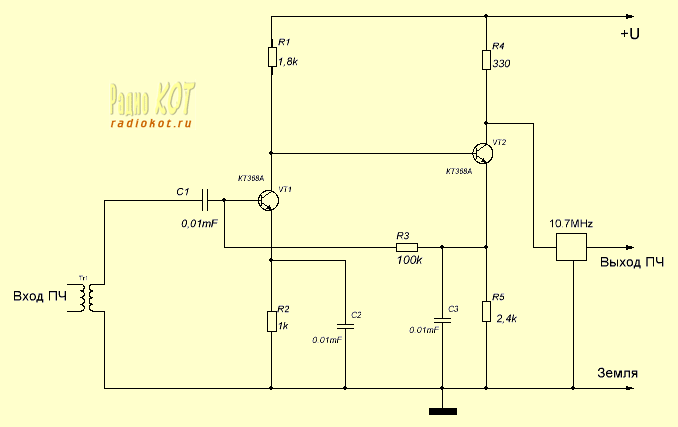 +U
R1
1,8k
R4
330
Радио КОТ
radiokot.ru
VT2
КТ368А
КТ368А
VT1
C1
0,01mF
10.7MHz
R3
100k
Выход ПЧ
Tr1
Вход ПЧ
R2
1k
C2
0.01mF
C3
0.01mF
R5
2,4k
Земля